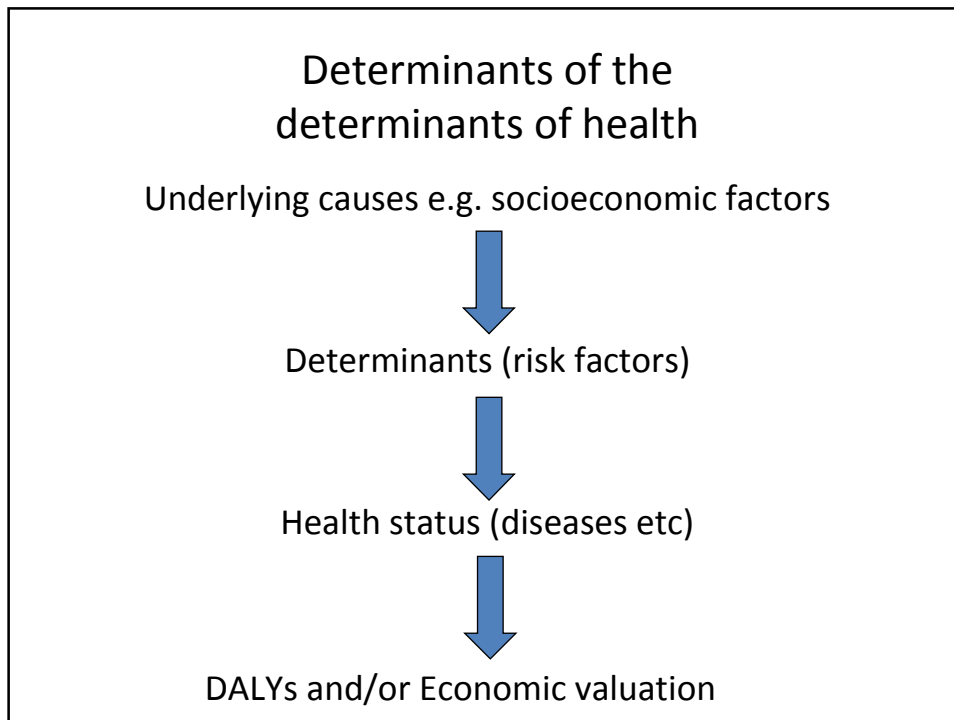 Determinants of the
determinants of health
Underlying causes e.g. socioeconomic factors
Determinants (risk factors)
Health status (diseases etc)
DALYs and/or Economic valuation